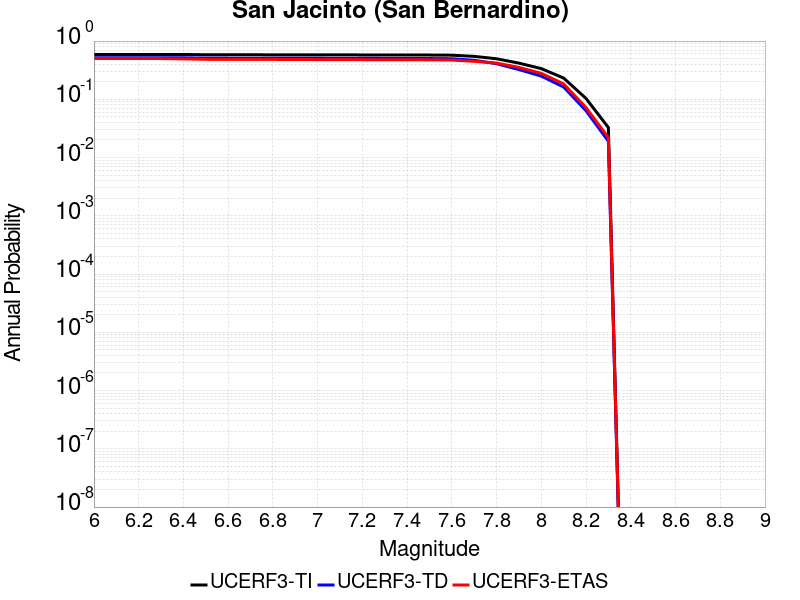 San Jacinto (San Bernardino)
10^0
10^-1
10^-2
10^-3
10^-4
10^-5
10^-6
10^-7
10^-8
Annual Probability
6 6.2 6.4 6.6 6.8 7 7.2 7.4 7.6 7.8 8 8.2 8.4 8.6 8.8 9
Magnitude
UCERF3-TI UCERF3-TD UCERF3-ETAS